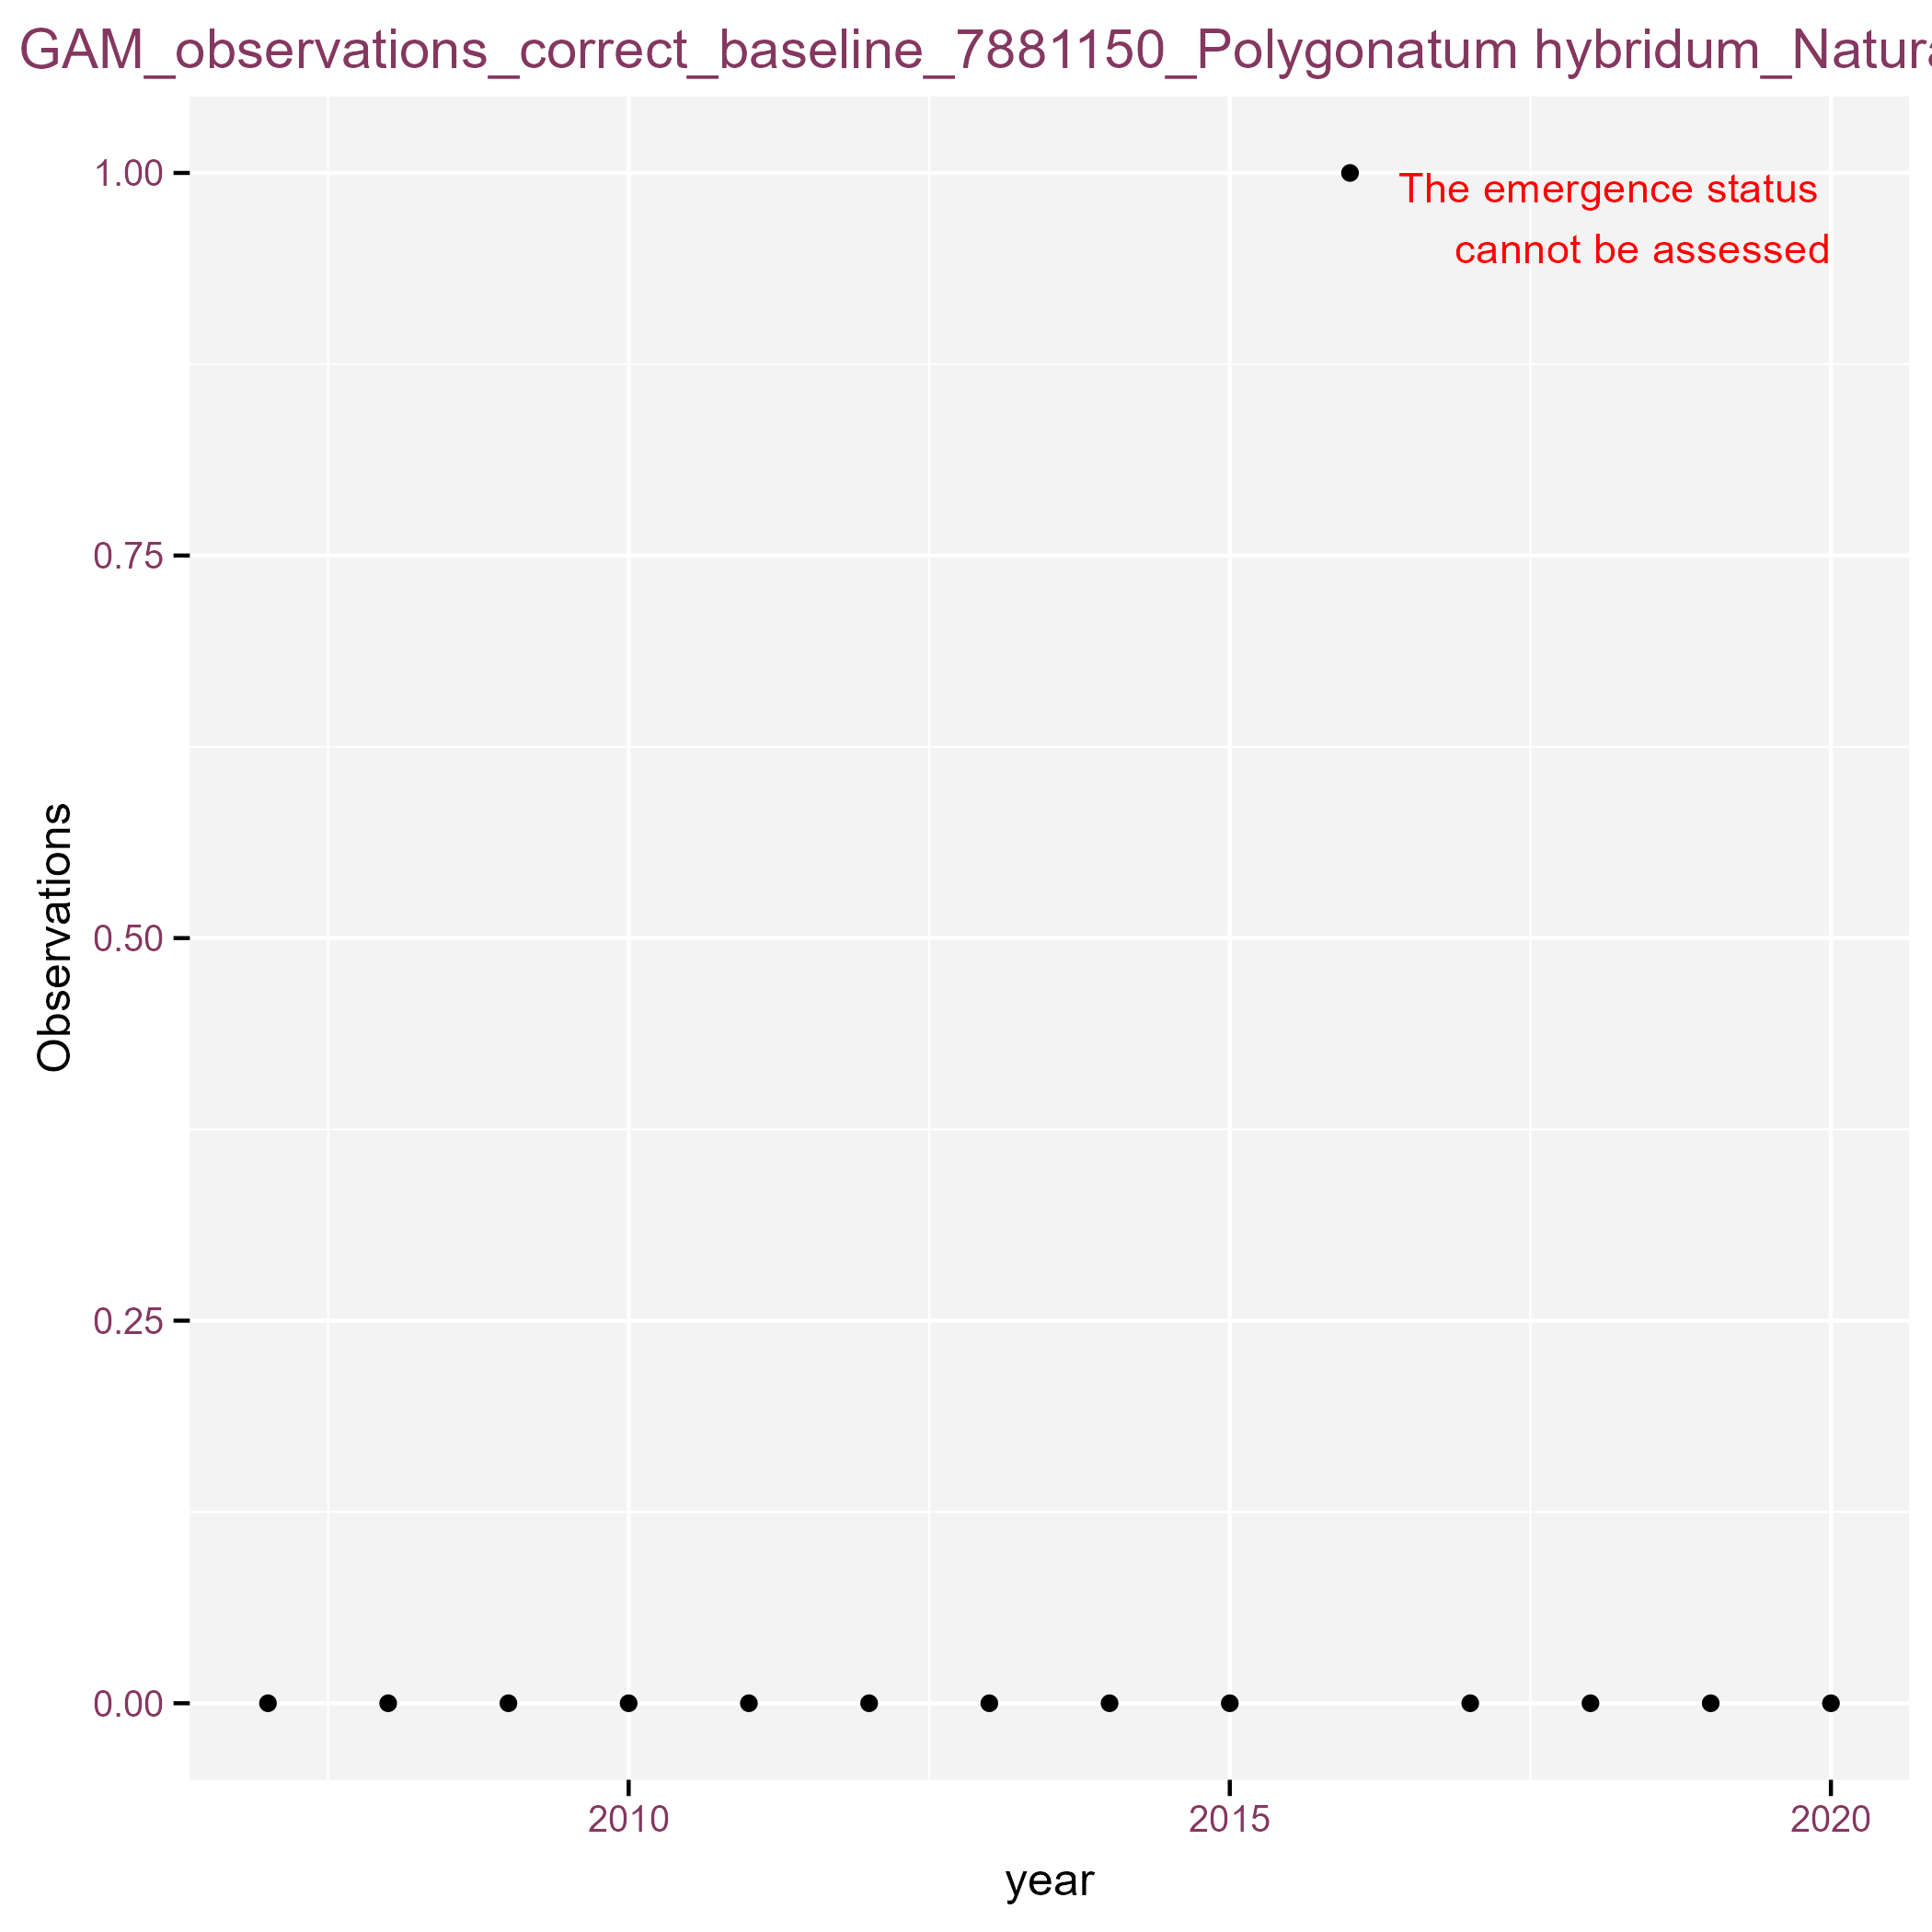 GAM_observations_correct_baseline_7881150_Polygonatum hybridum_Natura
1.00
The emergence status
cannot be assessed
0.75
0.50
Observations
0.25
0.00
2010
2015
2020
year